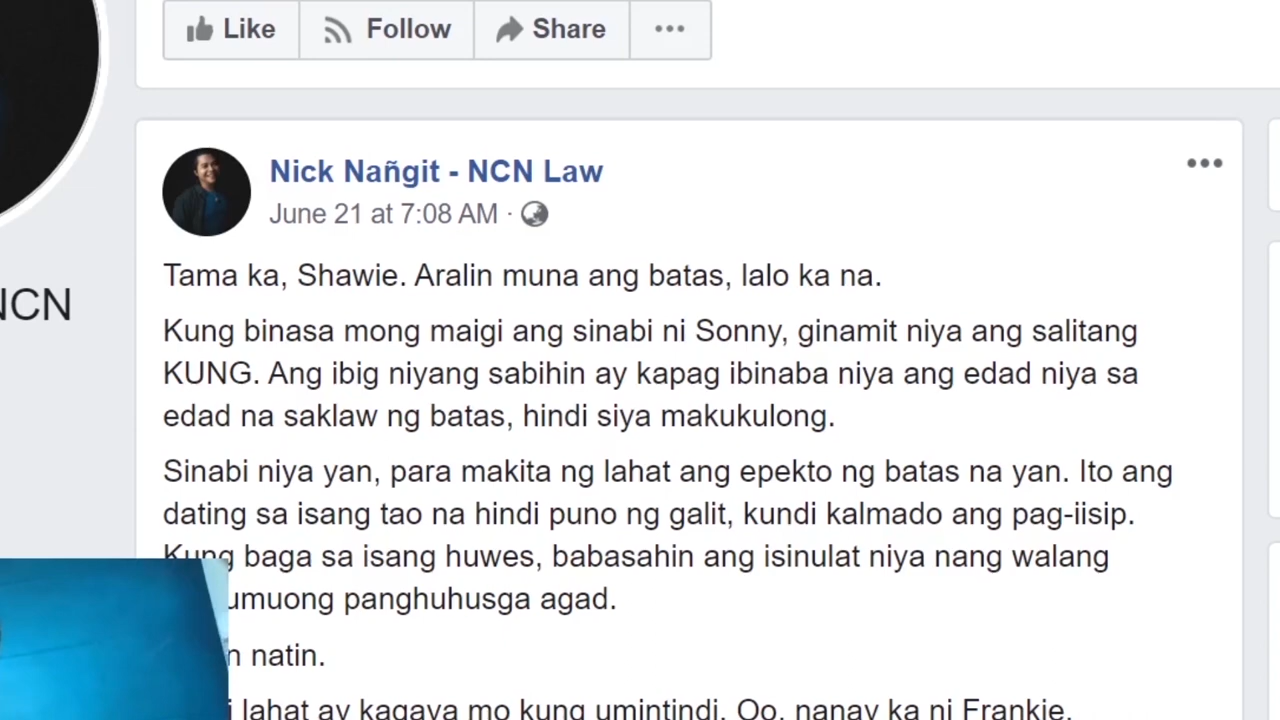 Like Follow Share
Nick Nañgit - NCN Law
June 21 at 7:08 AM ·
Tama ka, Shawie. Aralin muna ang batas, lalo ka na.
NCN
Kung binasa mong maigi ang sinabi ni Sonny, ginamit niya ang salitang
KUNG. Ang ibig niyang sabihin ay kapag ibinaba niya ang edad niya sa
edad na saklaw ng batas, hindi siya makukulong.
Sinabi niya yan, para makita ng lahat ang epekto ng batas na yan. Ito ang
dating sa isang tao na hindi puno ng galit, kundi kalmado ang pag-iisip.
Kung baga sa isang huwes, babasahin ang isinulat niya nang walang
umuong panghuhusga agad.
natin.
lahat ay kagaya mo kung umintindi. Oo, nanay ka ni Frankie.